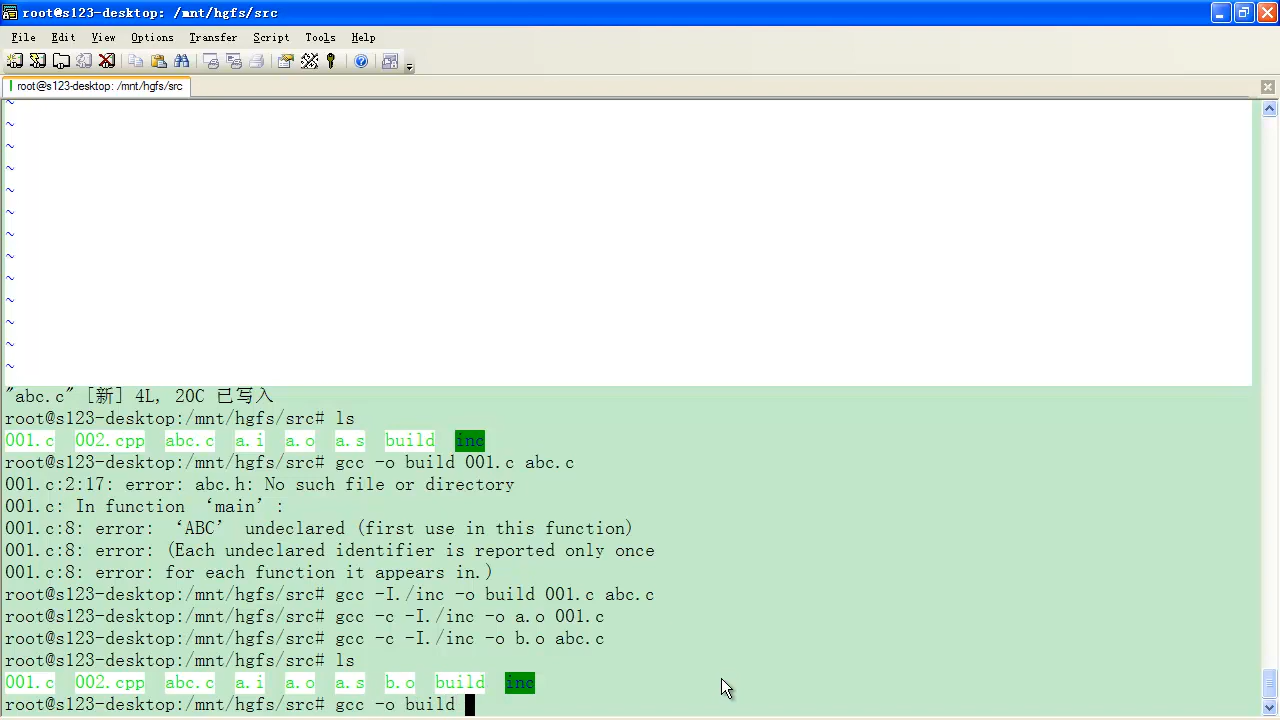 root@s123-desktop: /mnt/hgfs/src
File Edit View Options Transfer Script Tools Help
root@s123-desktop: /mnt/hgfs/src
~
~
~
~
~
~
~
~
~
~
~
~
~
"abc.c" [新] 4L, 20C 已写入
root@s123-desktop:/mnt/hgfs/src# ls
001.c 002.cpp abc.c a.i a.o a.s build inc
root@s123-desktop:/mnt/hgfs/src# gcc -o build 001.c abc.c
001.c:2:17: error: abc.h: No such file or directory
001.c: In function ‘main’:
001.c:8: error: ‘ABC’ undeclared (first use in this function)
001.c:8: error: (Each undeclared identifier is reported only once
001.c:8: error: for each function it appears in.)
root@s123-desktop:/mnt/hgfs/src# gcc -I./inc -o build 001.c abc.c
root@s123-desktop:/mnt/hgfs/src# gcc -c -I./inc -o a.o 001.c
root@s123-desktop:/mnt/hgfs/src# gcc -c -I./inc -o b.o abc.c
root@s123-desktop:/mnt/hgfs/src# ls
001.c 002.cpp abc.c a.i a.o a.s b.o build inc
root@s123-desktop:/mnt/hgfs/src# gcc -o build